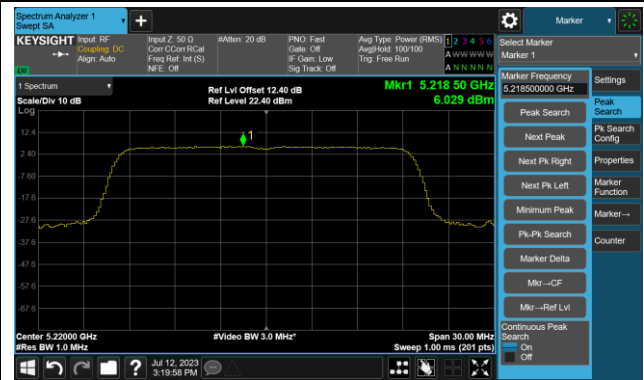 Spectrum Analyzer 1
Swept SA
Marker
KEYSIGHT
Input: RF
Coupling: DC
Align: Auto
Input Z: 50 Ω
Corr CCorr RCal
Freq Ref: Int (S)
NFE: Off
#Atten: 20 dB
PNO: Fast
Gate: Off
IF Gain: Low
Sig Track: Off
Avg Type: Power (RMS)
Avg|Hold: 100/100
Trig: Free Run
1 2 3 4 5 6
A W W W W W
A N N N N N
Select Marker
Marker 1
1 Spectrum
Scale/Div 10 dB
Log
Ref Lvl Offset 12.40 dB
Ref Level 22.40 dBm
Mkr1 5.218 50 GHz
6.029 dBm
1
12.4
2.40
-7.60
-17.6
-27.6
-37.6
-47.6
-57.6
-67.6
Center 5.22000 GHz
#Res BW 1.0 MHz
#Video BW 3.0 MHz*
Span 30.00 MHz
Sweep 1.00 ms (201 pts)
Marker Frequency
5.218500000 GHz
Peak Search
Next Peak
Next Pk Right
Next Pk Left
Minimum Peak
Pk-Pk Search
Marker Delta
Mkr→CF
Mkr→Ref Lvl
Continuous Peak
Search
On
Off
Settings
Peak
Search
Pk Search
Config
Properties
Marker
Function
Marker→
Counter
?
Jul 12, 2023
3:19:58 PM